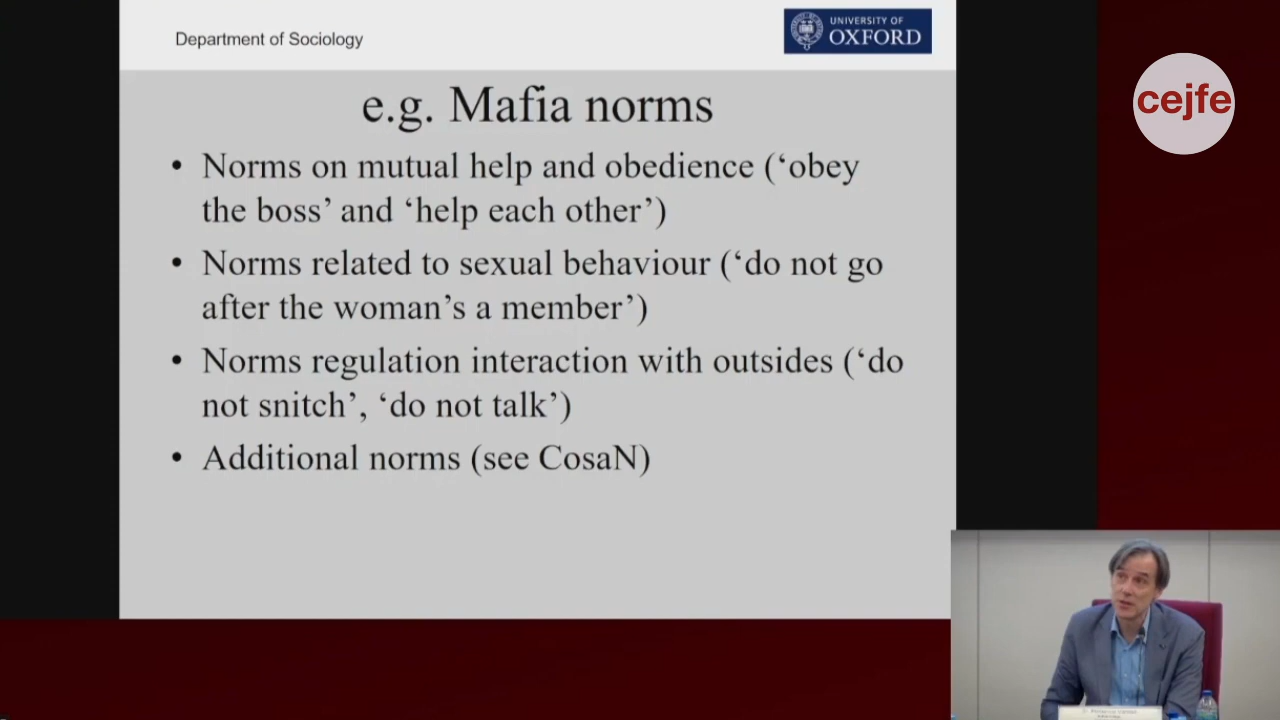 Department of Sociology
UNIVERSITY OF
OXFORD
cejfe
e.g. Mafia norms
• Norms on mutual help and obedience (‘obey
the boss’ and ‘help each other’)
• Norms related to sexual behaviour (‘do not go
after the woman’s a member’)
• Norms regulation interaction with outsides (‘do
not snitch’, ‘do not talk’)
• Additional norms (see CosaN)